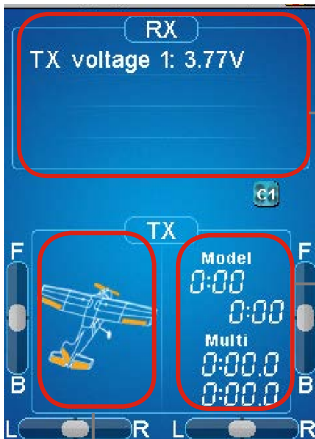 RX
TX voltage 1: 3.77V
C1
TX
F
F
Model
0:00
0:00
Multi
0:00.0
0:00.0
B
B
L
R
L
R